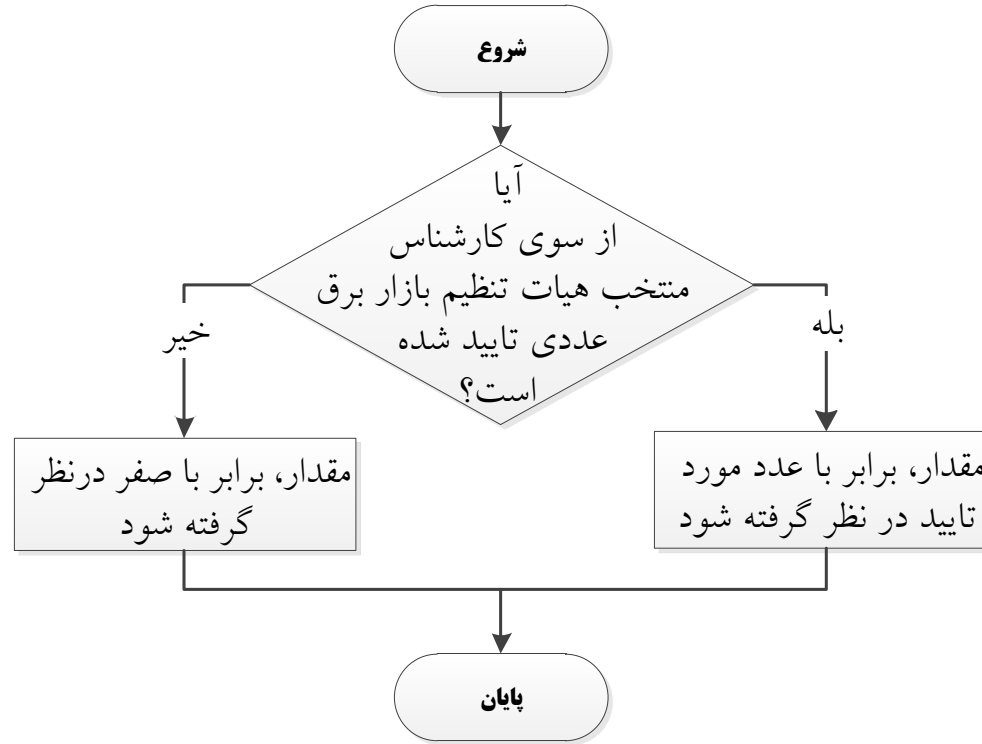 شروع
آیا
از سوی کارشناس
منتخب هیات تنظیم بازار برق
عددی تایید شده
است؟
بله
خیر
مقدار، برابر با عدد مورد
تایید در نظر گرفته شود
مقدار، برابر با صفر درنظر
گرفته شود
پایان